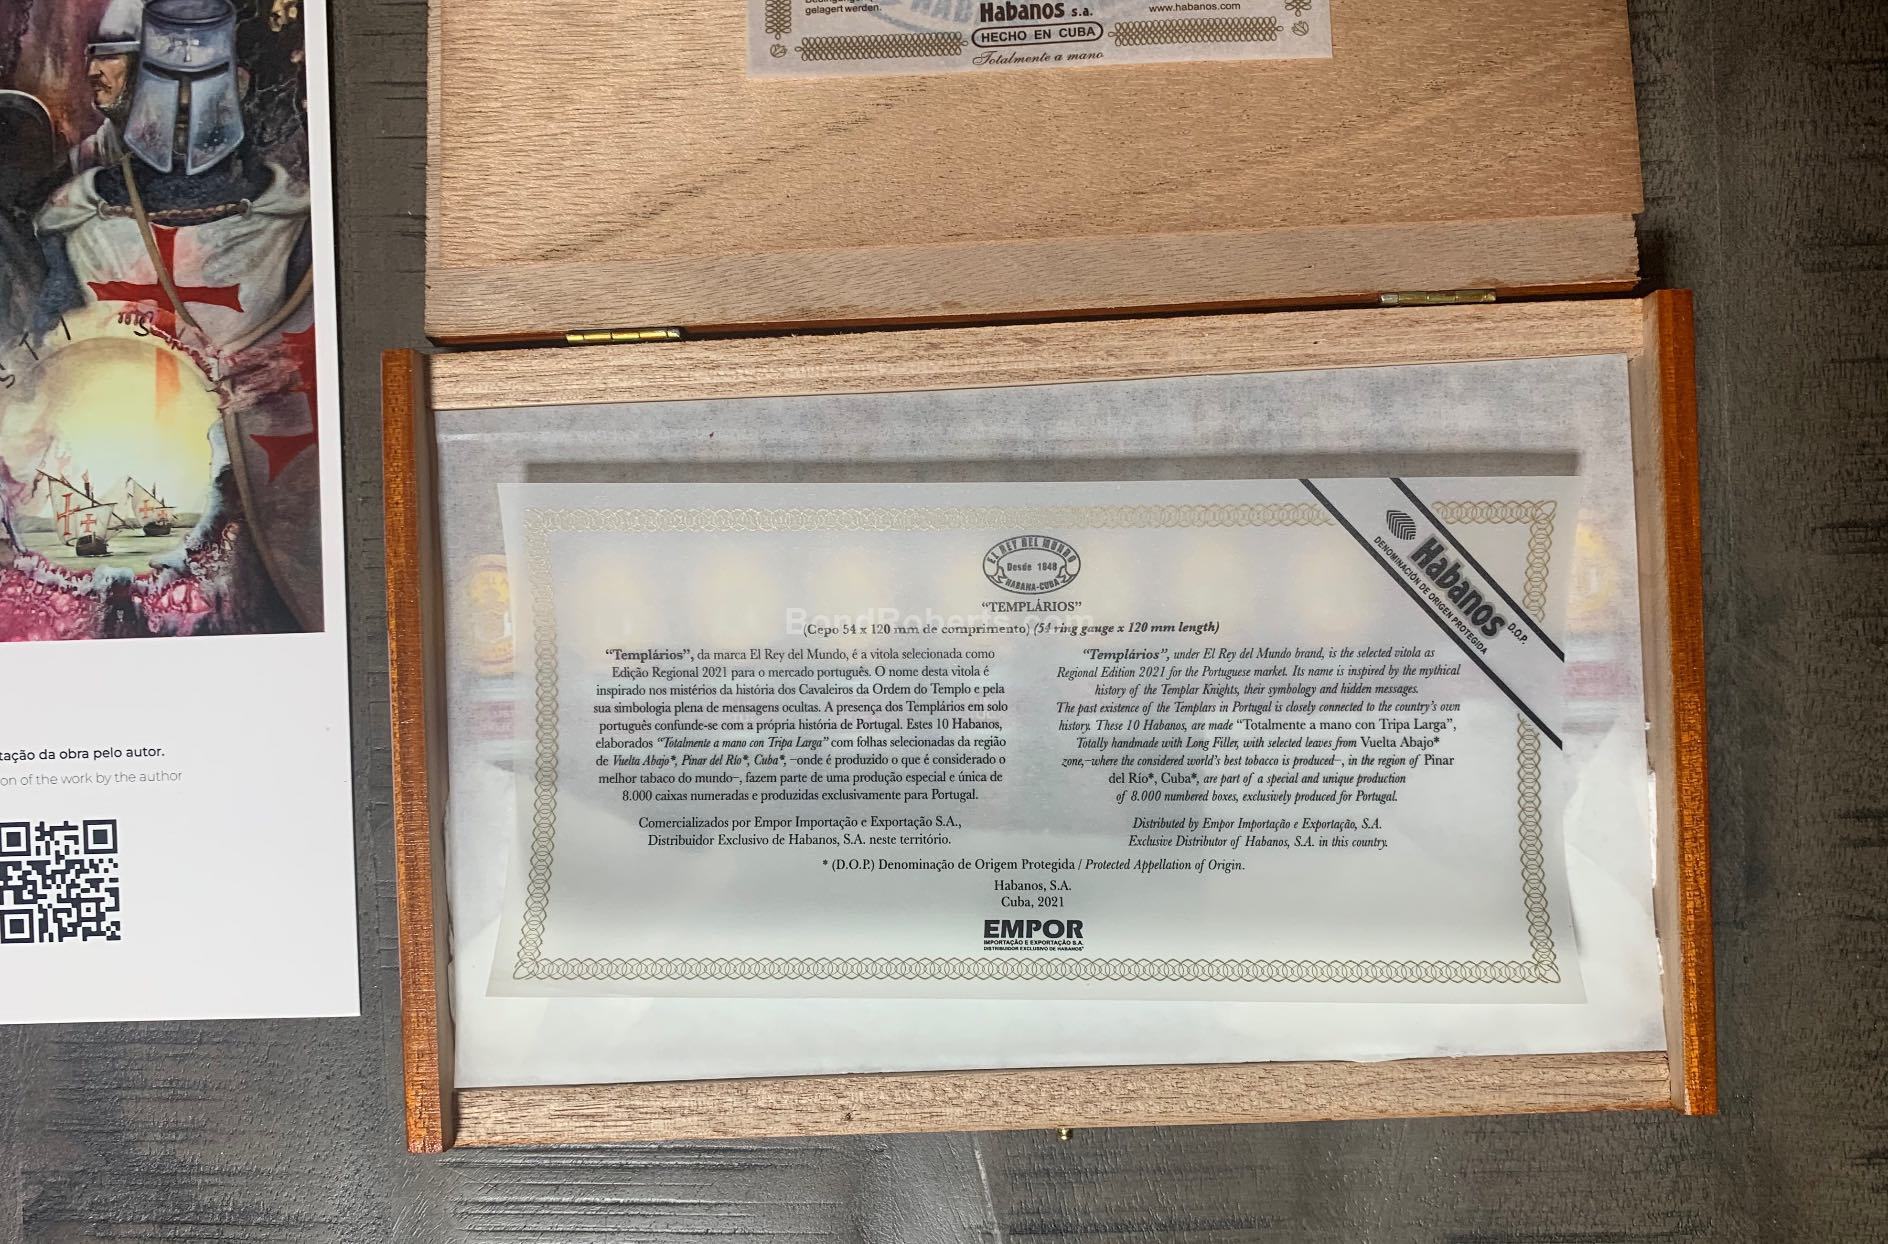 gelagert werden.
Habanos s.a.
www.habanos.com
HECHO EN CUBA
Totalmente a mano
Habanos
D.O.P.
DENOMINACIÓN DE ORIGEN PROTEGIDA
EL REY DEL MUNDO
Desde 1848
HABANA-CUBA
"TEMPLÁRIOS"
BondRoberts.com
(Cepo 54 x 120 mm de comprimento) (54 ring gauge x 120 mm length)
"Templários", da marca El Rey del Mundo, é a vitola selecionada como
Edição Regional 2021 para o mercado português. O nome desta vitola é
inspirado nos mistérios da história dos Cavaleiros da Ordem do Templo e pela
sua simbologia plena de mensagens ocultas. A presença dos Templários em solo
português confunde-se com a própria história de Portugal. Estes 10 Habanos,
elaborados "Totalmente a mano con Tripa Larga" com folhas selecionadas da região
de Vuelta Abajo*, Pinar del Río*, Cuba*, –onde é produzido o que é considerado o
melhor tabaco do mundo–, fazem parte de uma produção especial e única de
8.000 caixas numeradas e produzidas exclusivamente para Portugal.
Comercializados por Empor Importação e Exportação S.A.,
Distribuidor Exclusivo de Habanos, S.A. neste território.
"Templários", under El Rey del Mundo brand, is the selected vitola as
Regional Edition 2021 for the Portuguese market. Its name is inspired by the mythical
history of the Templar Knights, their symbology and hidden messages.
The past existence of the Templars in Portugal is closely connected to the country's own
history. These 10 Habanos, are made "Totalmente a mano con Tripa Larga",
Totally handmade with Long Filler, with selected leaves from Vuelta Abajo*
zone,–where the considered world's best tobacco is produced–, in the region of Pinar
del Río*, Cuba*, are part of a special and unique production
of 8.000 numbered boxes, exclusively produced for Portugal.
Distributed by Empor Importação e Exportação, S.A.
Exclusive Distributor of Habanos, S.A. in this country.
* (D.O.P.) Denominação de Origem Protegida / Protected Appellation of Origin.
Habanos, S.A.
Cuba, 2021
EMPOR
IMPORTAÇÃO E EXPORTAÇÃO S.A.
DISTRIBUIDOR EXCLUSIVO DE HABANOS*
tação da obra pelo autor.
on of the work by the author